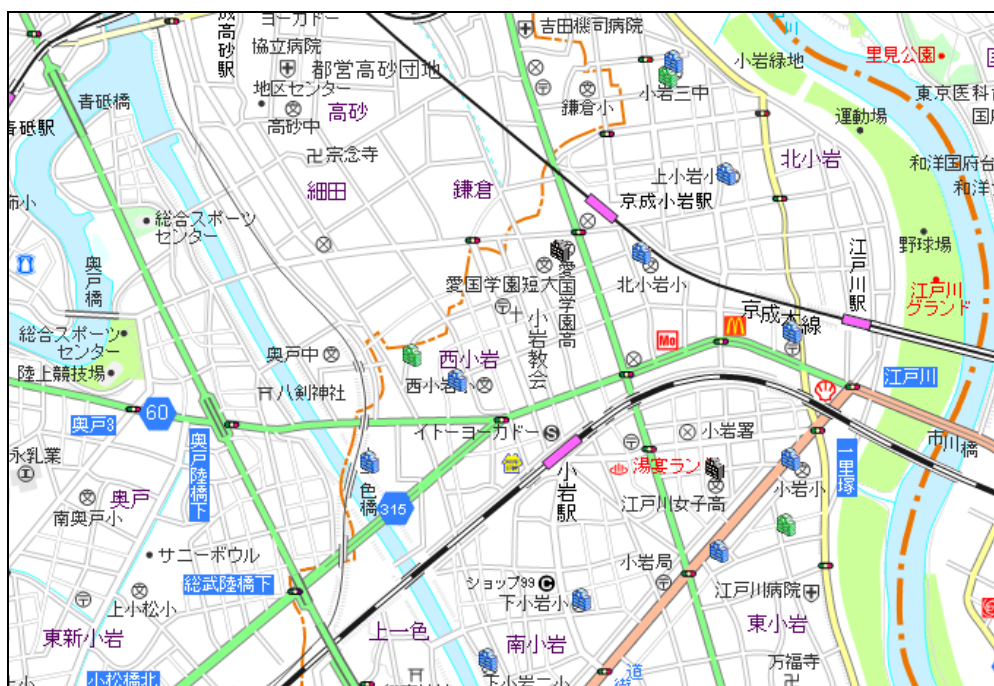 ヨーカドー
成高砂駅
協立病院
都営高砂団地
地区センター
高砂中
高砂
卍宗念寺
吉田機司病院
鎌倉小
小岩三中
小岩緑地
里見公園
東京医科
運動場
北小岩
和洋国府台
青砥橋
青砥駅
細田
鎌倉
上小岩小
京成小岩駅
総合スポーツ
センター
奥戸橋
愛国学園短大
愛国学園高
北小岩小
江戸川駅
野球場
江戸川
グランド
京成本線
総合スポーツ
センター
陸上競技場
奥戸中
八剣神社
西小岩
西小岩小
小岩教会
Mo
M
江戸川
奥戸3
60
奥戸陸橋下
イトーヨーカドー
S
小岩駅
湯宴ラン
小岩署
江戸川女子高
小岩小
一里塚
市川橋
永乳業
奥戸
南奥戸小
315
サニーボウル
総武陸橋下
上小松小
東新小岩
小松橋北
上一色
ショップ99
C
下小岩小
南小岩
下小岩二小
小岩局
江戸川病院
東小岩
万福寺
卍